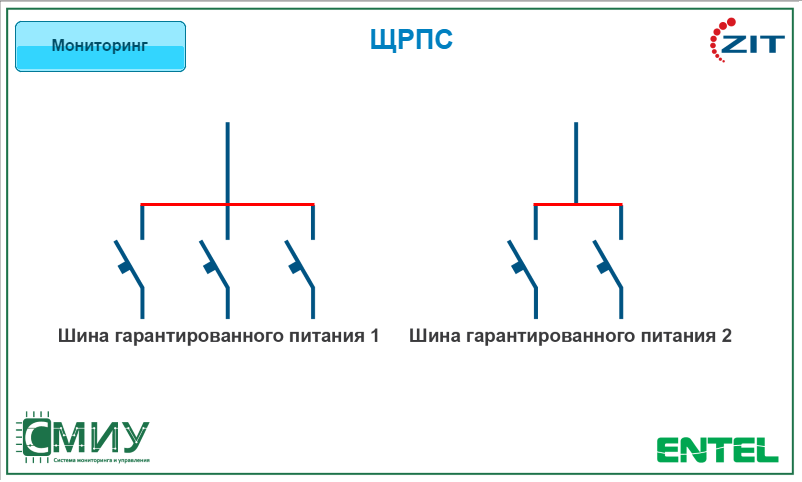 Мониторинг
ЩРПС
ZIT
Шина гарантированного питания 1
Шина гарантированного питания 2
СМИУ
Система мониторинга и управления
ENTEL